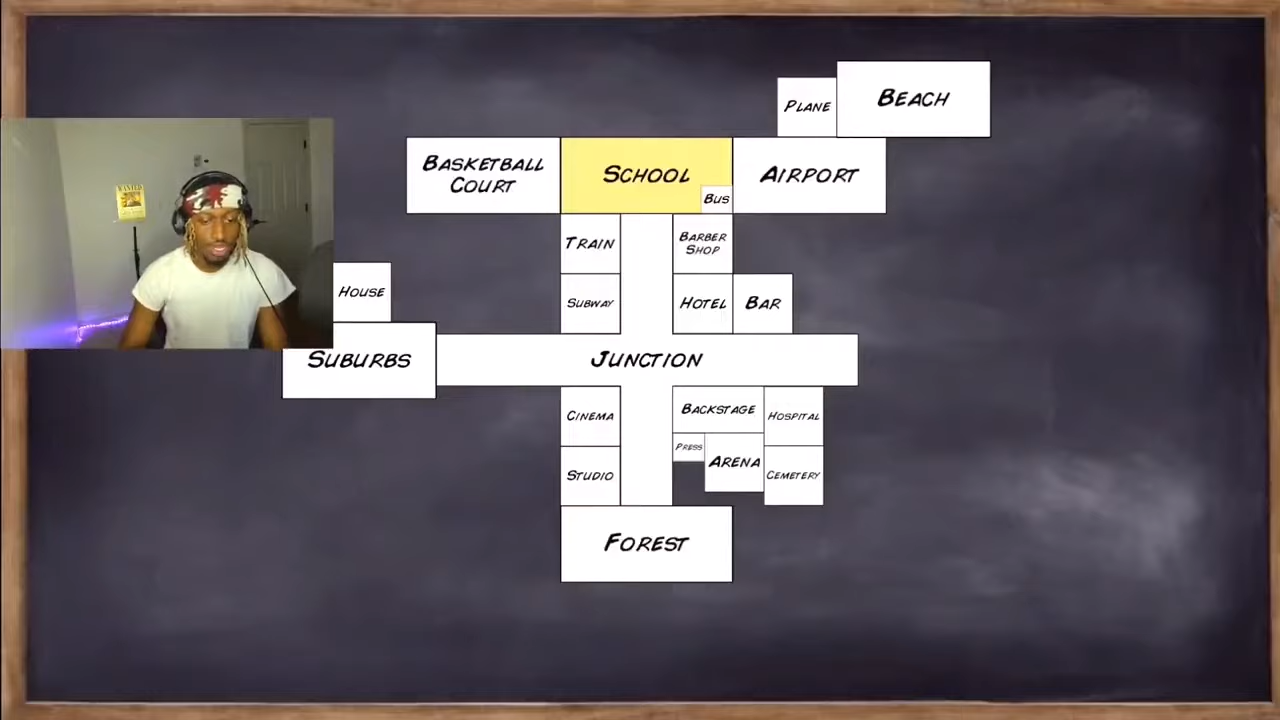 BEACH
PLANE
BASKETBALL
COURT
SCHOOL
AIRPORT
BUS
WANTED
TRAIN
BARBER
SHOP
HOUSE
SUBWAY
HOTEL
BAR
SUBURBS
JUNCTION
CINEMA
BACKSTAGE
HOSPITAL
PRESS
ARENA
STUDIO
CEMETERY
FOREST